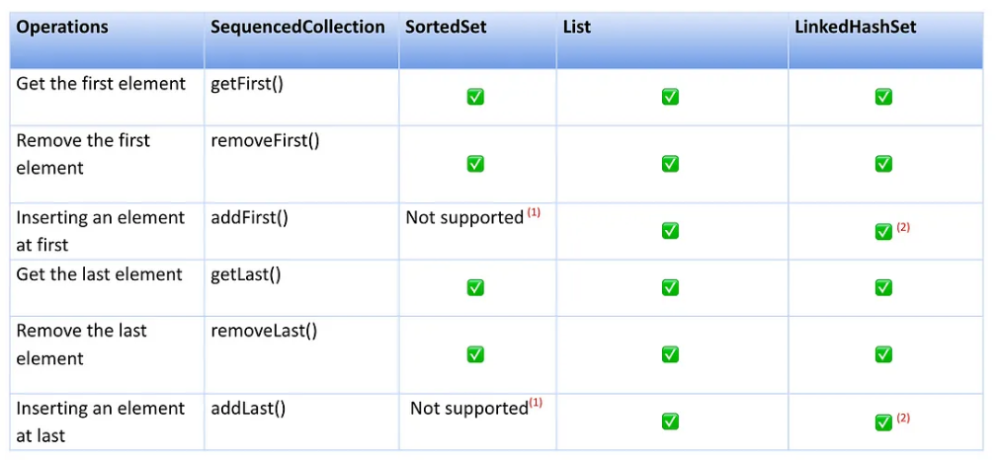 Operations SequencedCollection SortedSet List LinkedHashSet
Get the first element getFirst() ✅ ✅ ✅
Remove the first
element removeFirst() ✅ ✅ ✅
Inserting an element
at first addFirst() Not supported (1) ✅ ✅ (2)
Get the last element getLast() ✅ ✅ ✅
Remove the last
element removeLast() ✅ ✅ ✅
Inserting an element
at last addLast() Not supported(1) ✅ ✅ (2)